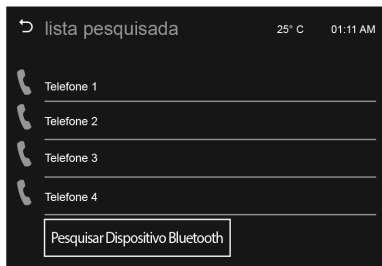 lista pesquisada 25° C 01:11 AM
Telefone 1
Telefone 2
Telefone 3
Telefone 4
Pesquisar Dispositivo Bluetooth